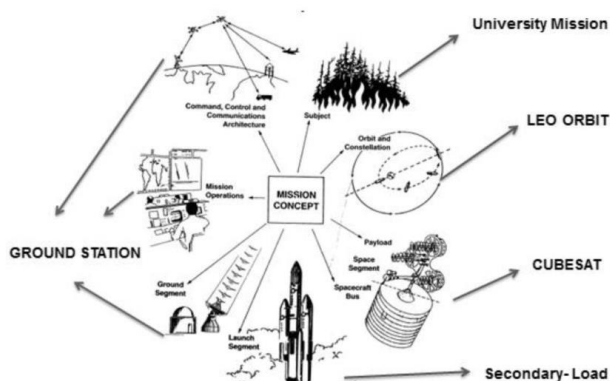 University Mission
Command, Control and
Communications
Architecture
Subject
Orbit and
Constellation
LEO ORBIT
Mission
Operations
MISSION
CONCEPT
GROUND STATION
Payload
Space
Segment
Spacecraft
Bus
CUBESAT
Ground
Segment
Launch
Segment
Secondary- Load